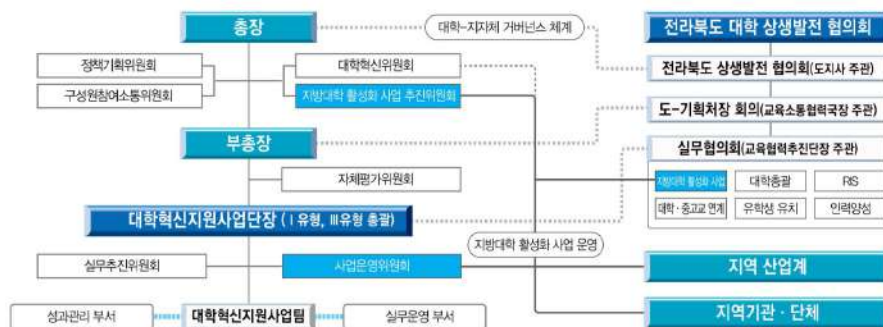 총장
대학-지자체 거버넌스 체계
전라북도 대학 상생발전 협의회
정책기획위원회
대학혁신위원회
전라북도 상생발전 협의회(도지사 주관)
구성원참여소통위원회
지방대학 활성화 사업 추진위원회
도-기획처장 회의(교육소통협력국장 주관)
부총장
실무협의회(교육협력추진단장 주관)
자체평가위원회
지방대학 활성화 사업
대학총괄
RIS
대학·중고교 연계
유학생 유치
인력양성
대학혁신지원사업단장 (Ⅰ유형, Ⅲ유형 총괄)
지방대학 활성화 사업 운영
실무추진위원회
사업운영위원회
지역 산업계
성과관리 부서
대학혁신지원사업팀
실무운영 부서
지역기관·단체